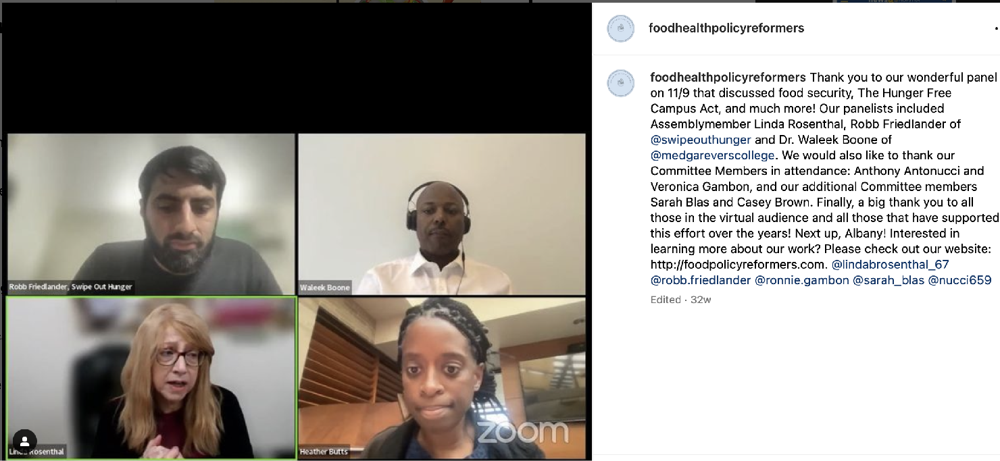 Robb Friedlander, Swipe Out Hunger
Waleek Boone
Linda Rosenthal
Heather Butts
zoom
foodhealthpolicyreformers
foodhealthpolicyreformers Thank you to our wonderful panel
on 11/9 that discussed food security, The Hunger Free
Campus Act, and much more! Our panelists included
Assemblymember Linda Rosenthal, Robb Friedlander of
@swipeouthunger and Dr. Waleek Boone of
@medgareverscollege. We would also like to thank our
Committee Members in attendance: Anthony Antonucci and
Veronica Gambon, and our additional Committee members
Sarah Blas and Casey Brown. Finally, a big thank you to all
those in the virtual audience and all those that have supported
this effort over the years! Next up, Albany! Interested in
learning more about our work? Please check out our website:
http://foodpolicyreformers.com. @lindabrosenthal_67
@robb.friedlander @ronnie.gambon @sarah_blas @nucci659
Edited · 32w